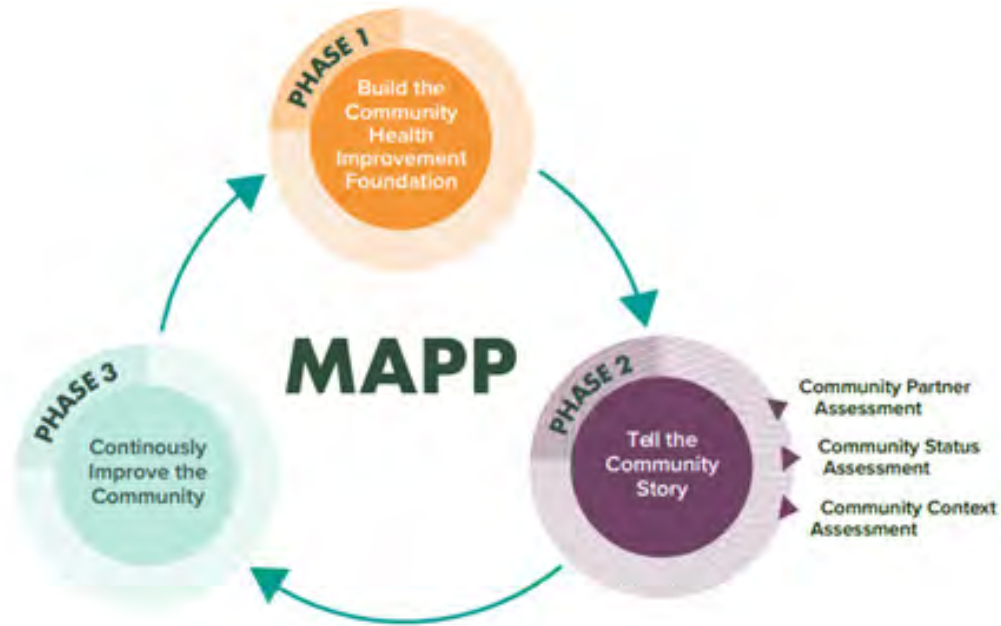 PHASE 1
Build the
Community
Health
Improvement
Foundation
MAPP
PHASE 2
Tell the
Community
Story
Community Partner
Assessment
Community Status
Assessment
Community Context
Assessment
PHASE 3
Continously
Improve the
Community